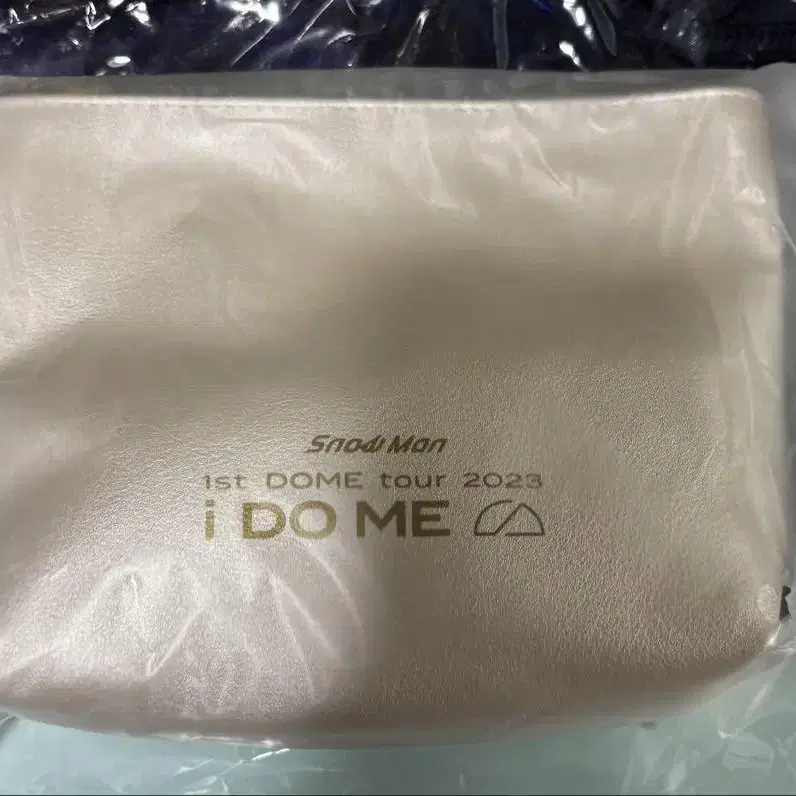 Snow Man
1st DOME tour 2023
i DO ME